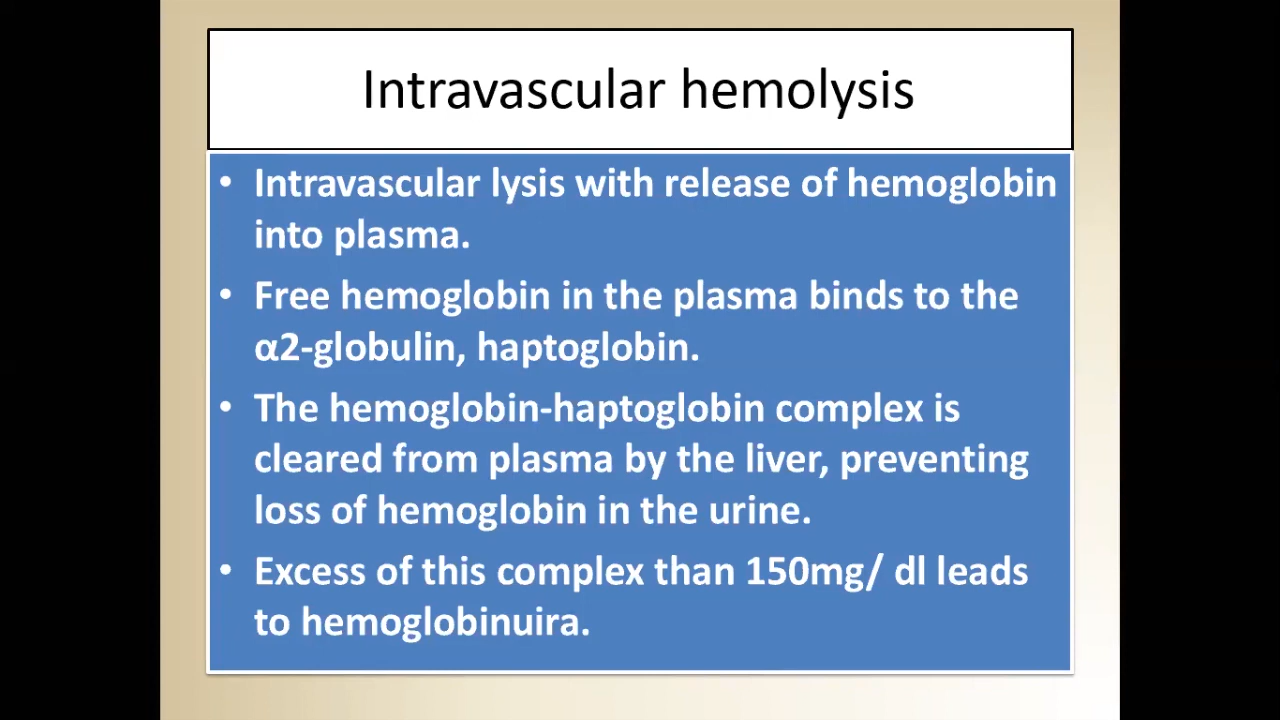 Intravascular hemolysis
• Intravascular lysis with release of hemoglobin
into plasma.
• Free hemoglobin in the plasma binds to the
α2-globulin, haptoglobin.
• The hemoglobin-haptoglobin complex is
cleared from plasma by the liver, preventing
loss of hemoglobin in the urine.
• Excess of this complex than 150mg/ dl leads
to hemoglobinuira.